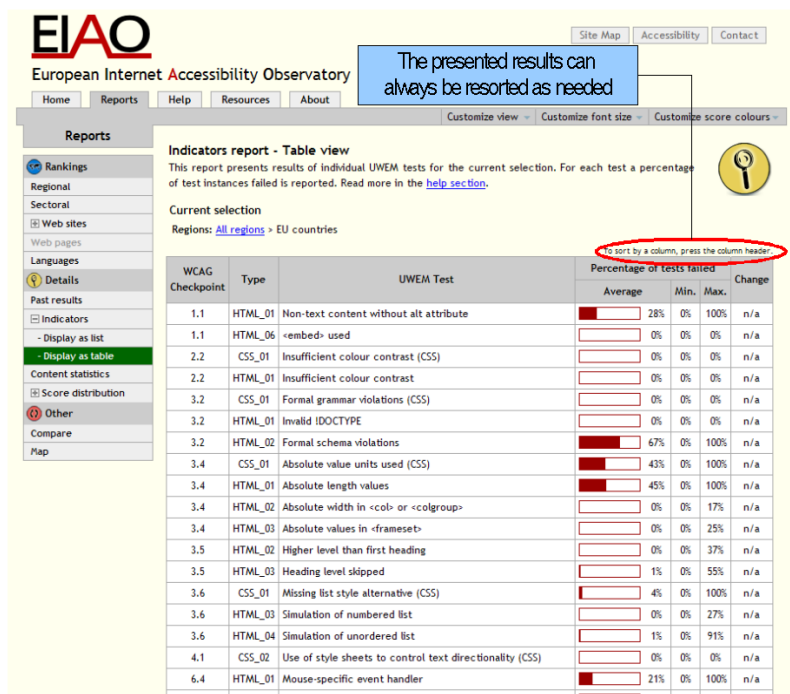 EIAO
European Internet Accessibility Observatory
Site Map Accessibility Contact
The presented results can
always be resorted as needed
Home Reports Help Resources About
Customize view Customize font size Customize score colours
Reports
Rankings
Regional
Sectoral
Web sites
Web pages
Languages
Details
Past results
Indicators
- Display as list
- Display as table
Content statistics
Score distribution
Other
Compare
Map
Indicators report - Table view
This report presents results of individual UWEM tests for the current selection. For each test a percentage
of test instances failed is reported. Read more in the help section.
Current selection
Regions: All regions > EU countries
To sort by a column, press the column header.
WCAG Checkpoint Type UWEM Test Percentage of tests failed Change
Average Min. Max.
1.1 HTML_01 Non-text content without alt attribute 28% 0% 100% n/a
1.1 HTML_06 <embed> used 0% 0% 0% n/a
2.2 CSS_01 Insufficient colour contrast (CSS) 0% 0% 0% n/a
2.2 HTML_01 Insufficient colour contrast 0% 0% 0% n/a
3.2 CSS_01 Formal grammar violations (CSS) 0% 0% 0% n/a
3.2 HTML_01 Invalid !DOCTYPE 0% 0% 0% n/a
3.2 HTML_02 Formal schema violations 67% 0% 100% n/a
3.4 CSS_01 Absolute value units used (CSS) 43% 0% 100% n/a
3.4 HTML_01 Absolute length values 45% 0% 100% n/a
3.4 HTML_02 Absolute width in <col> or <colgroup> 0% 0% 17% n/a
3.4 HTML_03 Absolute values in <frameset> 0% 0% 25% n/a
3.5 HTML_02 Higher level than first heading 0% 0% 37% n/a
3.5 HTML_03 Heading level skipped 1% 0% 55% n/a
3.6 CSS_01 Missing list style alternative (CSS) 4% 0% 100% n/a
3.6 HTML_03 Simulation of numbered list 0% 0% 27% n/a
3.6 HTML_04 Simulation of unordered list 1% 0% 91% n/a
4.1 CSS_02 Use of style sheets to control text directionality (CSS) 0% 0% 0% n/a
6.4 HTML_01 Mouse-specific event handler 21% 0% 100% n/a